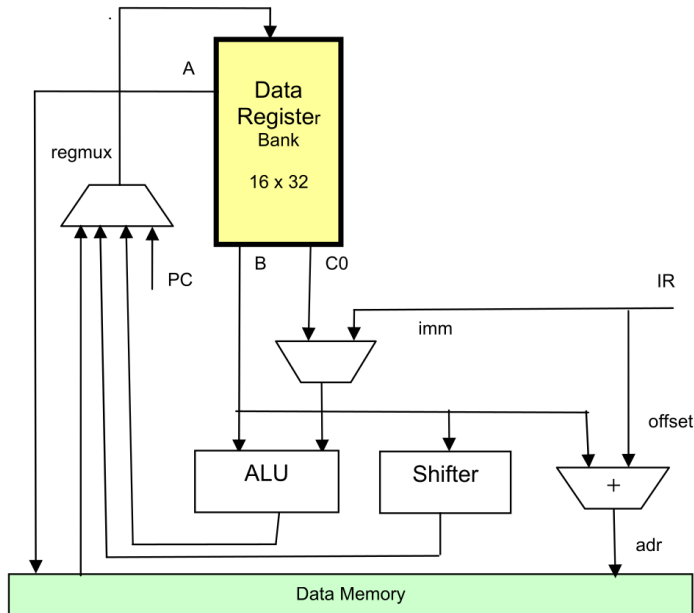 A
Data
Register
Bank
16 x 32
regmux
PC
B
C0
IR
imm
offset
ALU
Shifter
+
adr
Data Memory